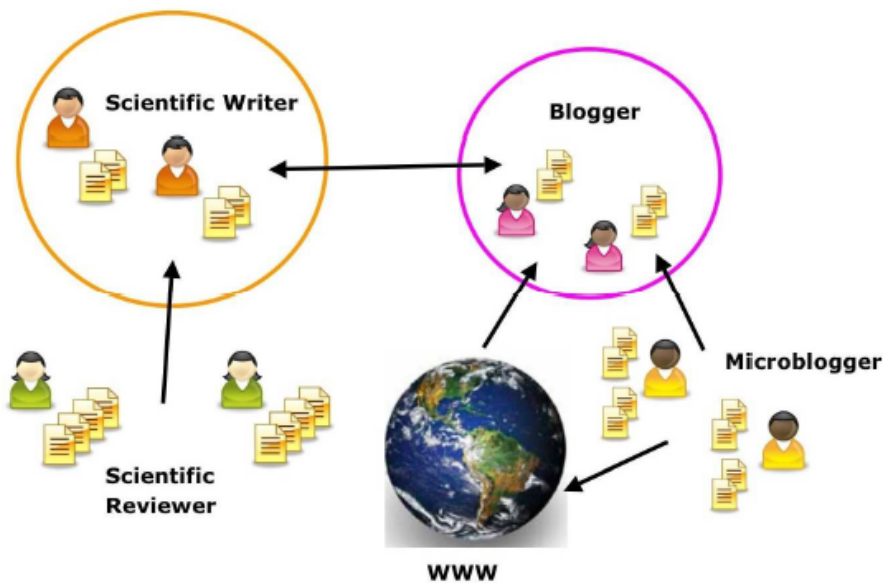 Scientific Writer
Blogger
Microblogger
Scientific
Reviewer
WWW